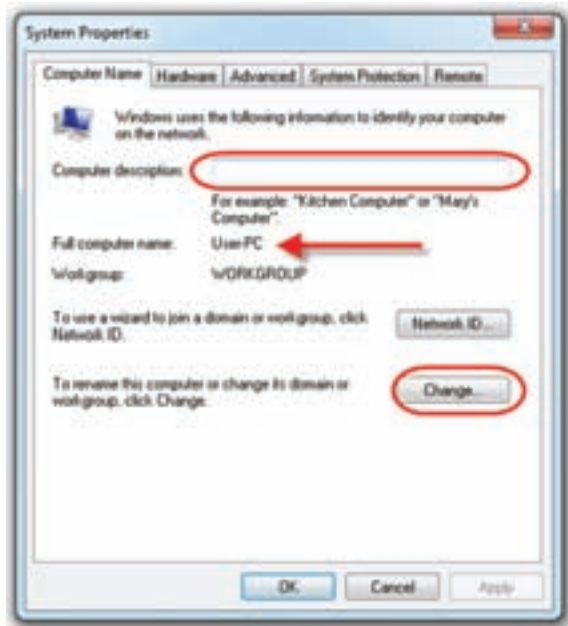 System Properties
Computer Name Hardware Advanced System Protection Remote
Windows uses the following information to identify your computer
on the network.
Computer description:
For example: "Kitchen Computer" or "Mary's
Computer".
Full computer name: User-PC
Workgroup: WORKGROUP
To use a wizard to join a domain or workgroup, click
Network ID.
Network ID...
To rename this computer or change its domain or
workgroup, click Change.
Change...
OK Cancel Apply